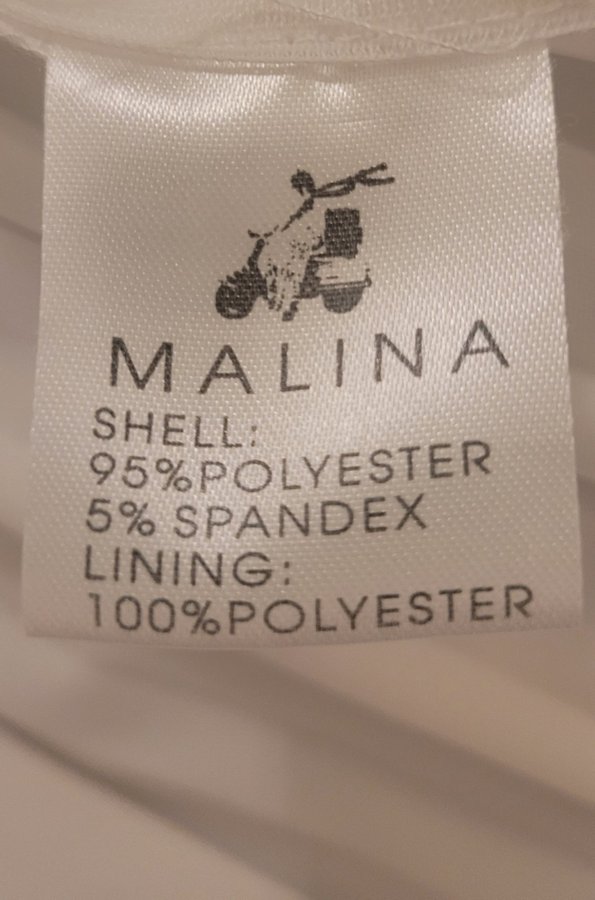 MALINA
SHELL:
95%POLYESTER
5% SPANDEX
LINING:
100%POLYESTER